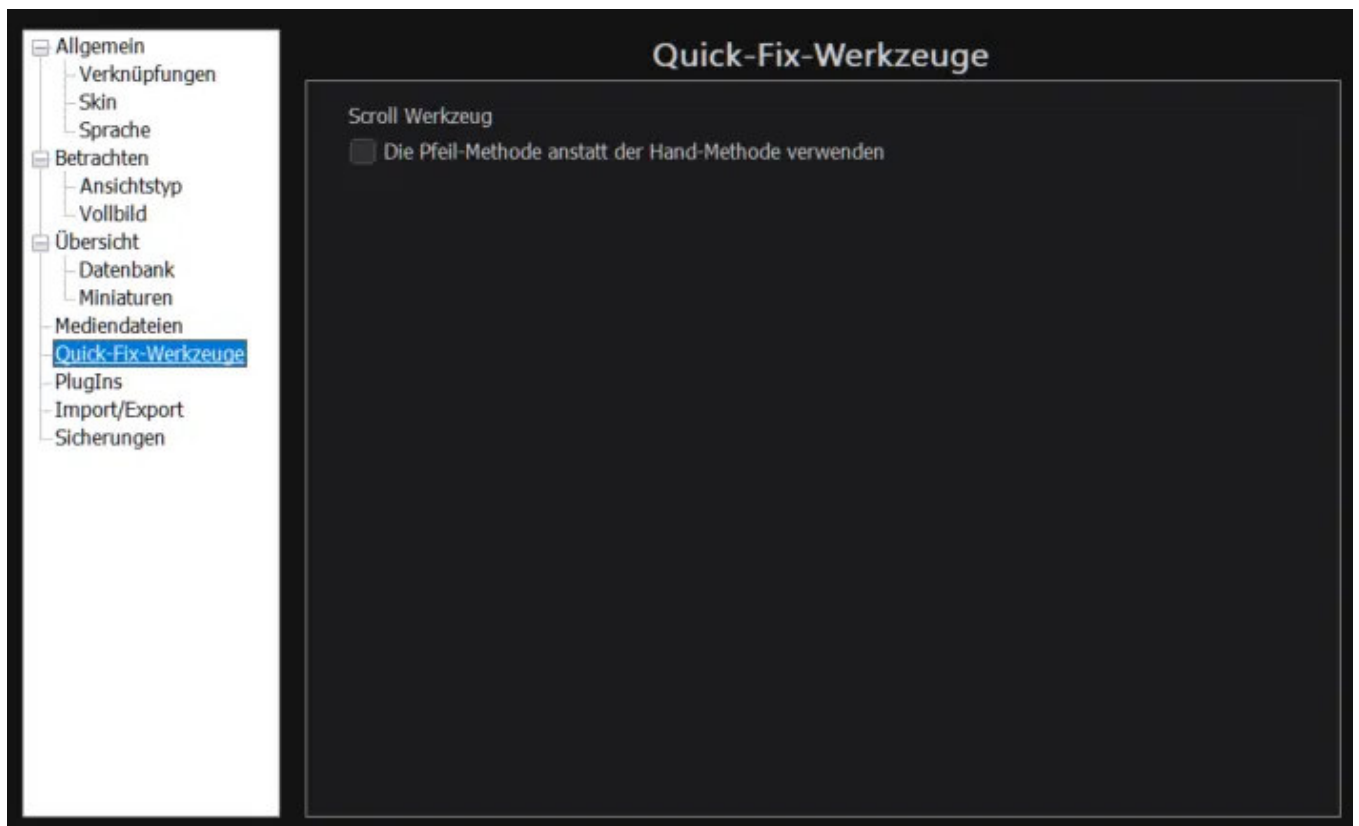 Allgemein
Verknüpfungen
Skin
Sprache
Betrachten
Ansichtstyp
Vollbild
Übersicht
Datenbank
Miniaturen
Mediendateien
Quick-Fix-Werkzeuge
PlugIns
Import/Export
Sicherungen
Quick-Fix-Werkzeuge
Scroll Werkzeug
Die Pfeil-Methode anstatt der Hand-Methode verwenden